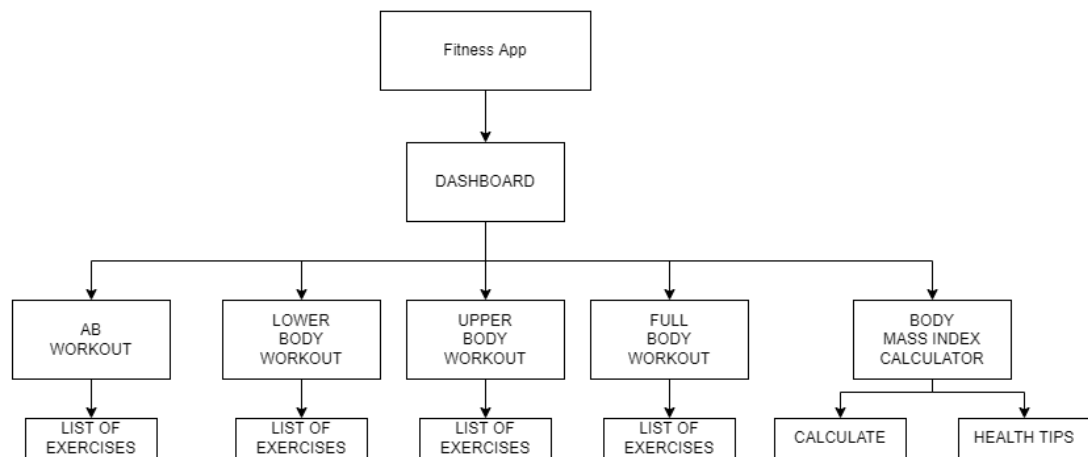 Fitness App
DASHBOARD
AB
WORKOUT
LOWER
BODY
WORKOUT
UPPER
BODY
WORKOUT
FULL
BODY
WORKOUT
BODY
MASS INDEX
CALCULATOR
LIST OF
EXERCISES
LIST OF
EXERCISES
LIST OF
EXERCISES
LIST OF
EXERCISES
CALCULATE
HEALTH TIPS